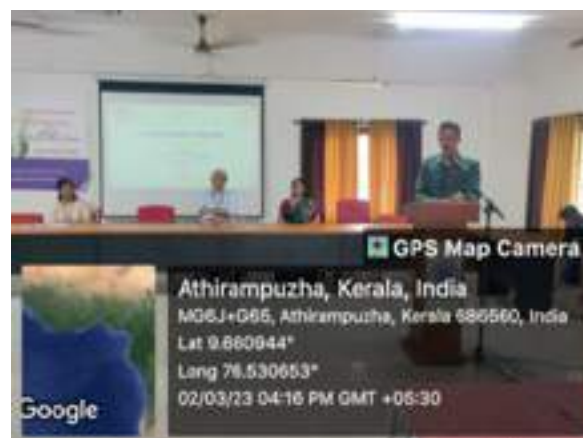 GPS Map Camera
Athirampuzha, Kerala, India
MG6J+G65, Athirampuzha, Kerala 686560, India
Lat 9.660944°
Long 76.530653°
02/03/23 04:16 PM GMT +05:30
Google